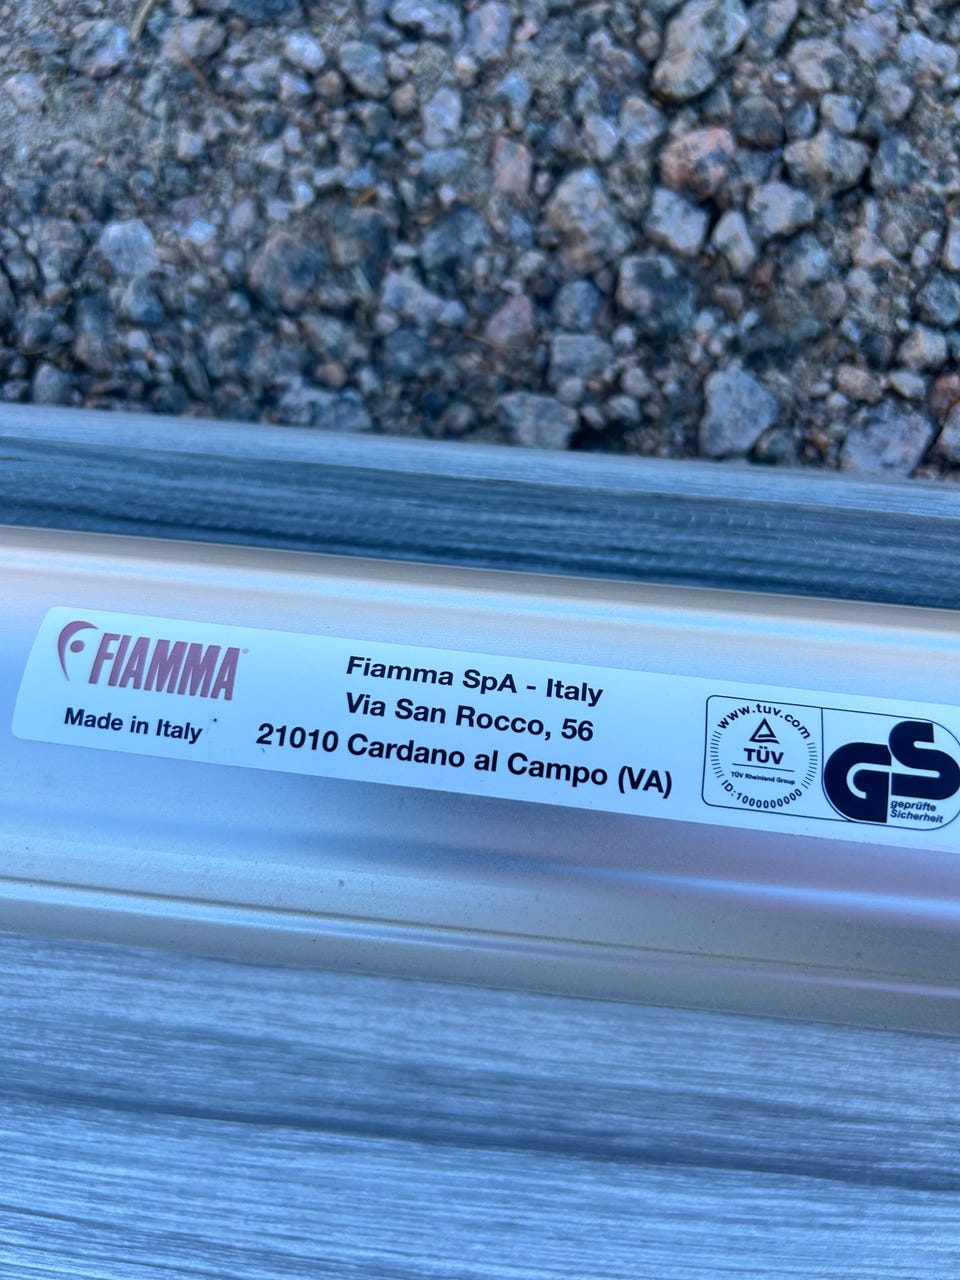 FIAMMA®
Made in Italy
Fiamma SpA - Italy
Via San Rocco, 56
21010 Cardano al Campo (VA)
www.tuv.com
TÜV
TÜV Rheinland Group
ID:1000000000
GS
geprüfte
Sicherheit